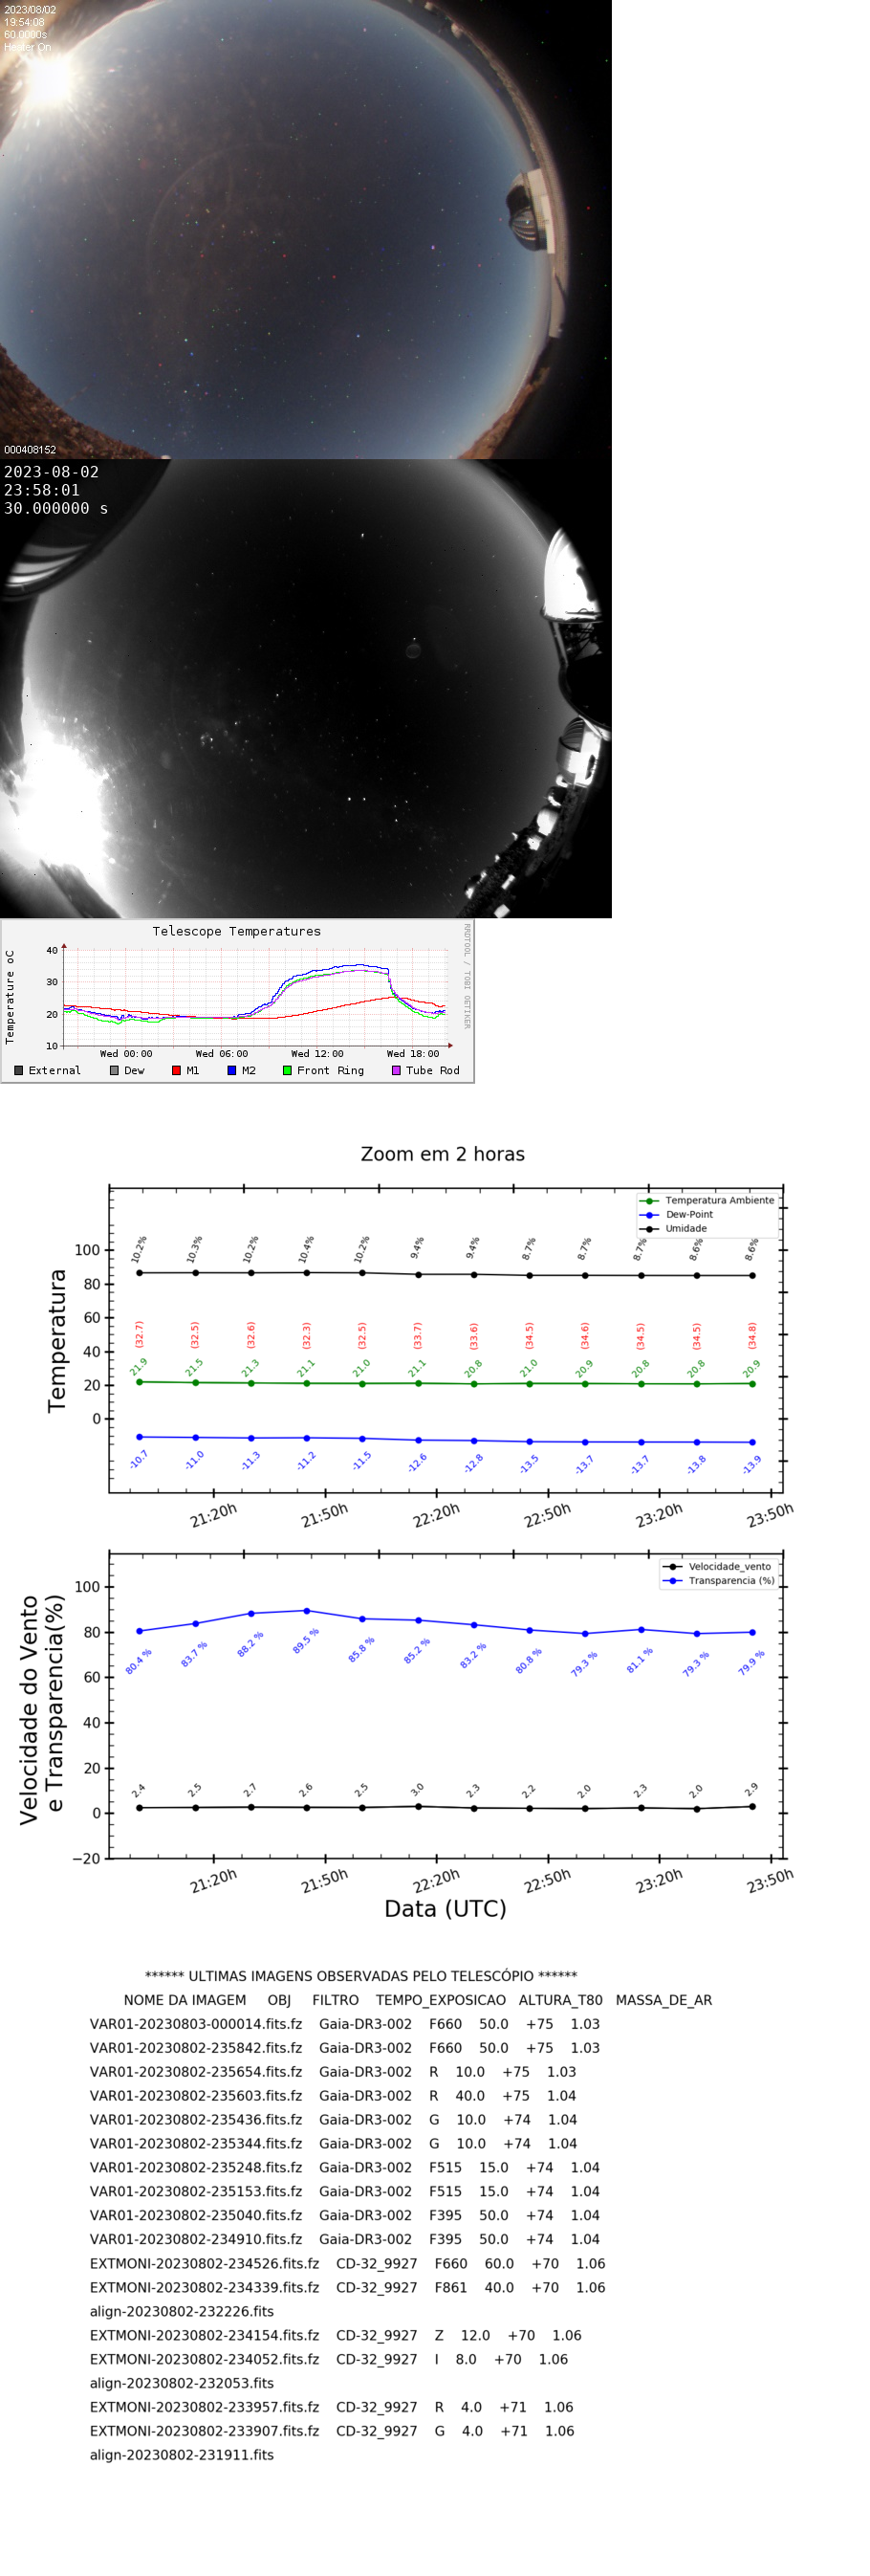 2023/08/02
19:54:08
60.0000s
Heater On
000408152
2023-08-02
23:58:01
30.000000 s
Telescope Temperatures
RRDTOOL / TOBI OETIKER
Temperature oC
40
30
20
10
Wed 00:00 Wed 06:00 Wed 12:00 Wed 18:00
External Dew M1 M2 Front Ring Tube Rod
Zoom em 2 horas
Temperatura Ambiente
Dew-Point
Umidade
Temperatura
100
80
60
40
20
0
10.2% 10.3% 10.2% 10.4% 10.2% 9.4% 9.4% 8.7% 8.7% 8.7% 8.6% 8.6%
(32.7) (32.5) (32.6) (32.3) (32.5) (33.7) (33.6) (34.5) (34.6) (34.5) (34.5) (34.8)
21.9 21.5 21.3 21.1 21.0 21.1 20.8 21.0 20.9 20.8 20.8 20.9
-10.7 -11.0 -11.3 -11.2 -11.5 -12.6 -12.8 -13.5 -13.7 -13.7 -13.8 -13.9
21:20h 21:50h 22:20h 22:50h 23:20h 23:50h
Velocidade_vento
Transparencia (%)
Velocidade do Vento
e Transparencia(%)
100
80
60
40
20
0
−20
80.4 % 83.7 % 88.2 % 89.5 % 85.8 % 85.2 % 83.2 % 80.8 % 79.3 % 81.1 % 79.3 % 79.9 %
2.4 2.5 2.7 2.6 2.5 3.0 2.3 2.2 2.0 2.3 2.0 2.9
21:20h 21:50h 22:20h 22:50h 23:20h 23:50h
Data (UTC)
****** ULTIMAS IMAGENS OBSERVADAS PELO TELESCÓPIO ******
NOME DA IMAGEM OBJ FILTRO TEMPO_EXPOSICAO ALTURA_T80 MASSA_DE_AR
VAR01-20230803-000014.fits.fz Gaia-DR3-002 F660 50.0 +75 1.03
VAR01-20230802-235842.fits.fz Gaia-DR3-002 F660 50.0 +75 1.03
VAR01-20230802-235654.fits.fz Gaia-DR3-002 R 10.0 +75 1.03
VAR01-20230802-235603.fits.fz Gaia-DR3-002 R 40.0 +75 1.04
VAR01-20230802-235436.fits.fz Gaia-DR3-002 G 10.0 +74 1.04
VAR01-20230802-235344.fits.fz Gaia-DR3-002 G 10.0 +74 1.04
VAR01-20230802-235248.fits.fz Gaia-DR3-002 F515 15.0 +74 1.04
VAR01-20230802-235153.fits.fz Gaia-DR3-002 F515 15.0 +74 1.04
VAR01-20230802-235040.fits.fz Gaia-DR3-002 F395 50.0 +74 1.04
VAR01-20230802-234910.fits.fz Gaia-DR3-002 F395 50.0 +74 1.04
EXTMONI-20230802-234526.fits.fz CD-32_9927 F660 60.0 +70 1.06
EXTMONI-20230802-234339.fits.fz CD-32_9927 F861 40.0 +70 1.06
align-20230802-232226.fits
EXTMONI-20230802-234154.fits.fz CD-32_9927 Z 12.0 +70 1.06
EXTMONI-20230802-234052.fits.fz CD-32_9927 I 8.0 +70 1.06
align-20230802-232053.fits
EXTMONI-20230802-233957.fits.fz CD-32_9927 R 4.0 +71 1.06
EXTMONI-20230802-233907.fits.fz CD-32_9927 G 4.0 +71 1.06
align-20230802-231911.fits